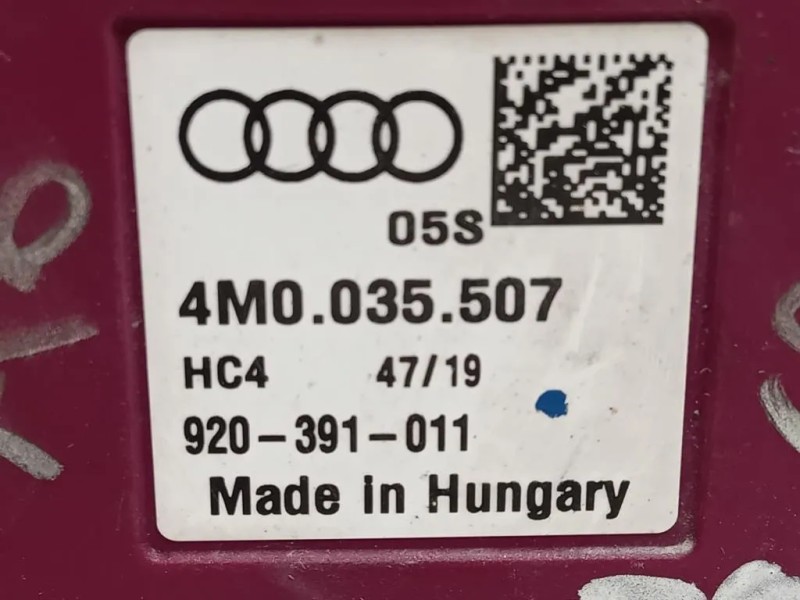 05S
4M0.035.507
HC4 47/19
920-391-011
Made in Hungary